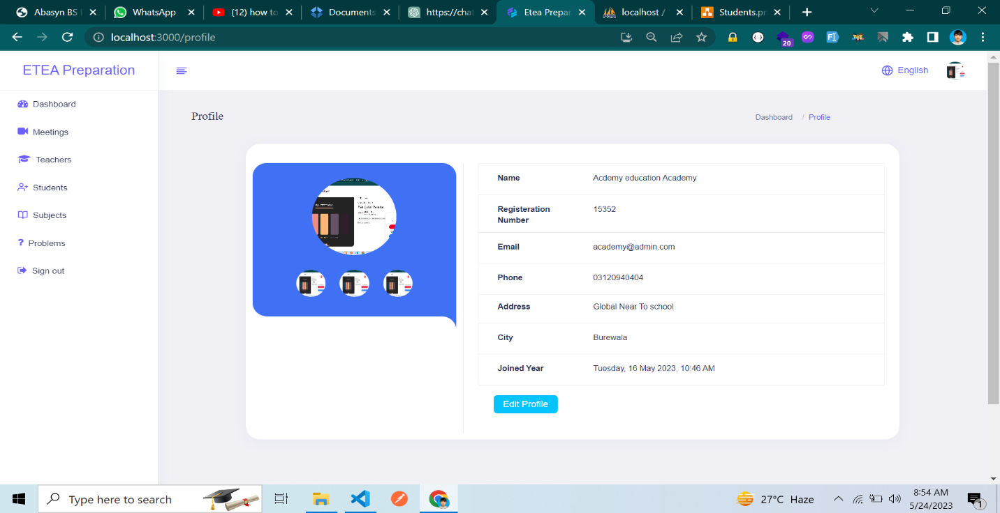 Abasyn BS
WhatsApp
(12) how to
Documents
https://chat
Etea Prepar
localhost /
Students.pr
localhost:3000/profile
20
ETEA Preparation
English
Dashboard
Meetings
Teachers
Students
Subjects
Problems
Sign out
Profile
Dashboard / Profile
Name Acdemy education Academy
Registeration Number 15352
Email academy@admin.com
Phone 03120940404
Address Global Near To school
City Burewala
Joined Year Tuesday, 16 May 2023, 10:46 AM
Edit Profile
Type here to search
27°C Haze
8:54 AM
5/24/2023
1